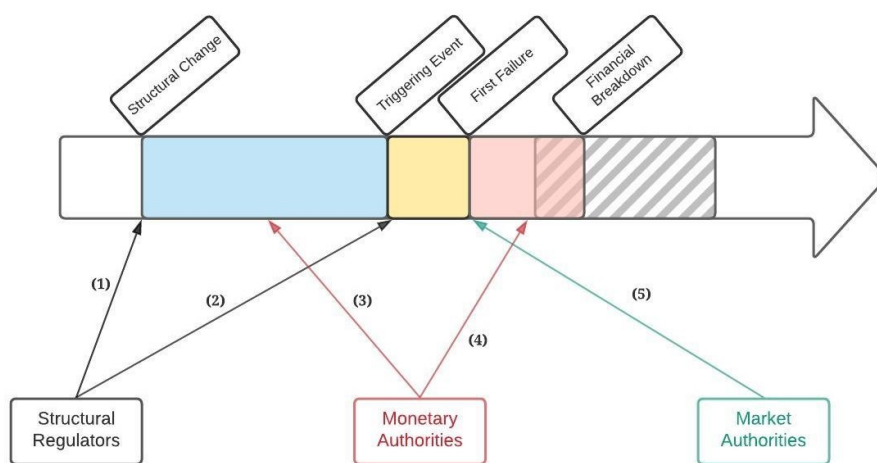 Structural Change
Triggering Event
First Failure
Financial
Breakdown
(1)
(2)
(3)
(4)
(5)
Structural
Regulators
Monetary
Authorities
Market
Authorities